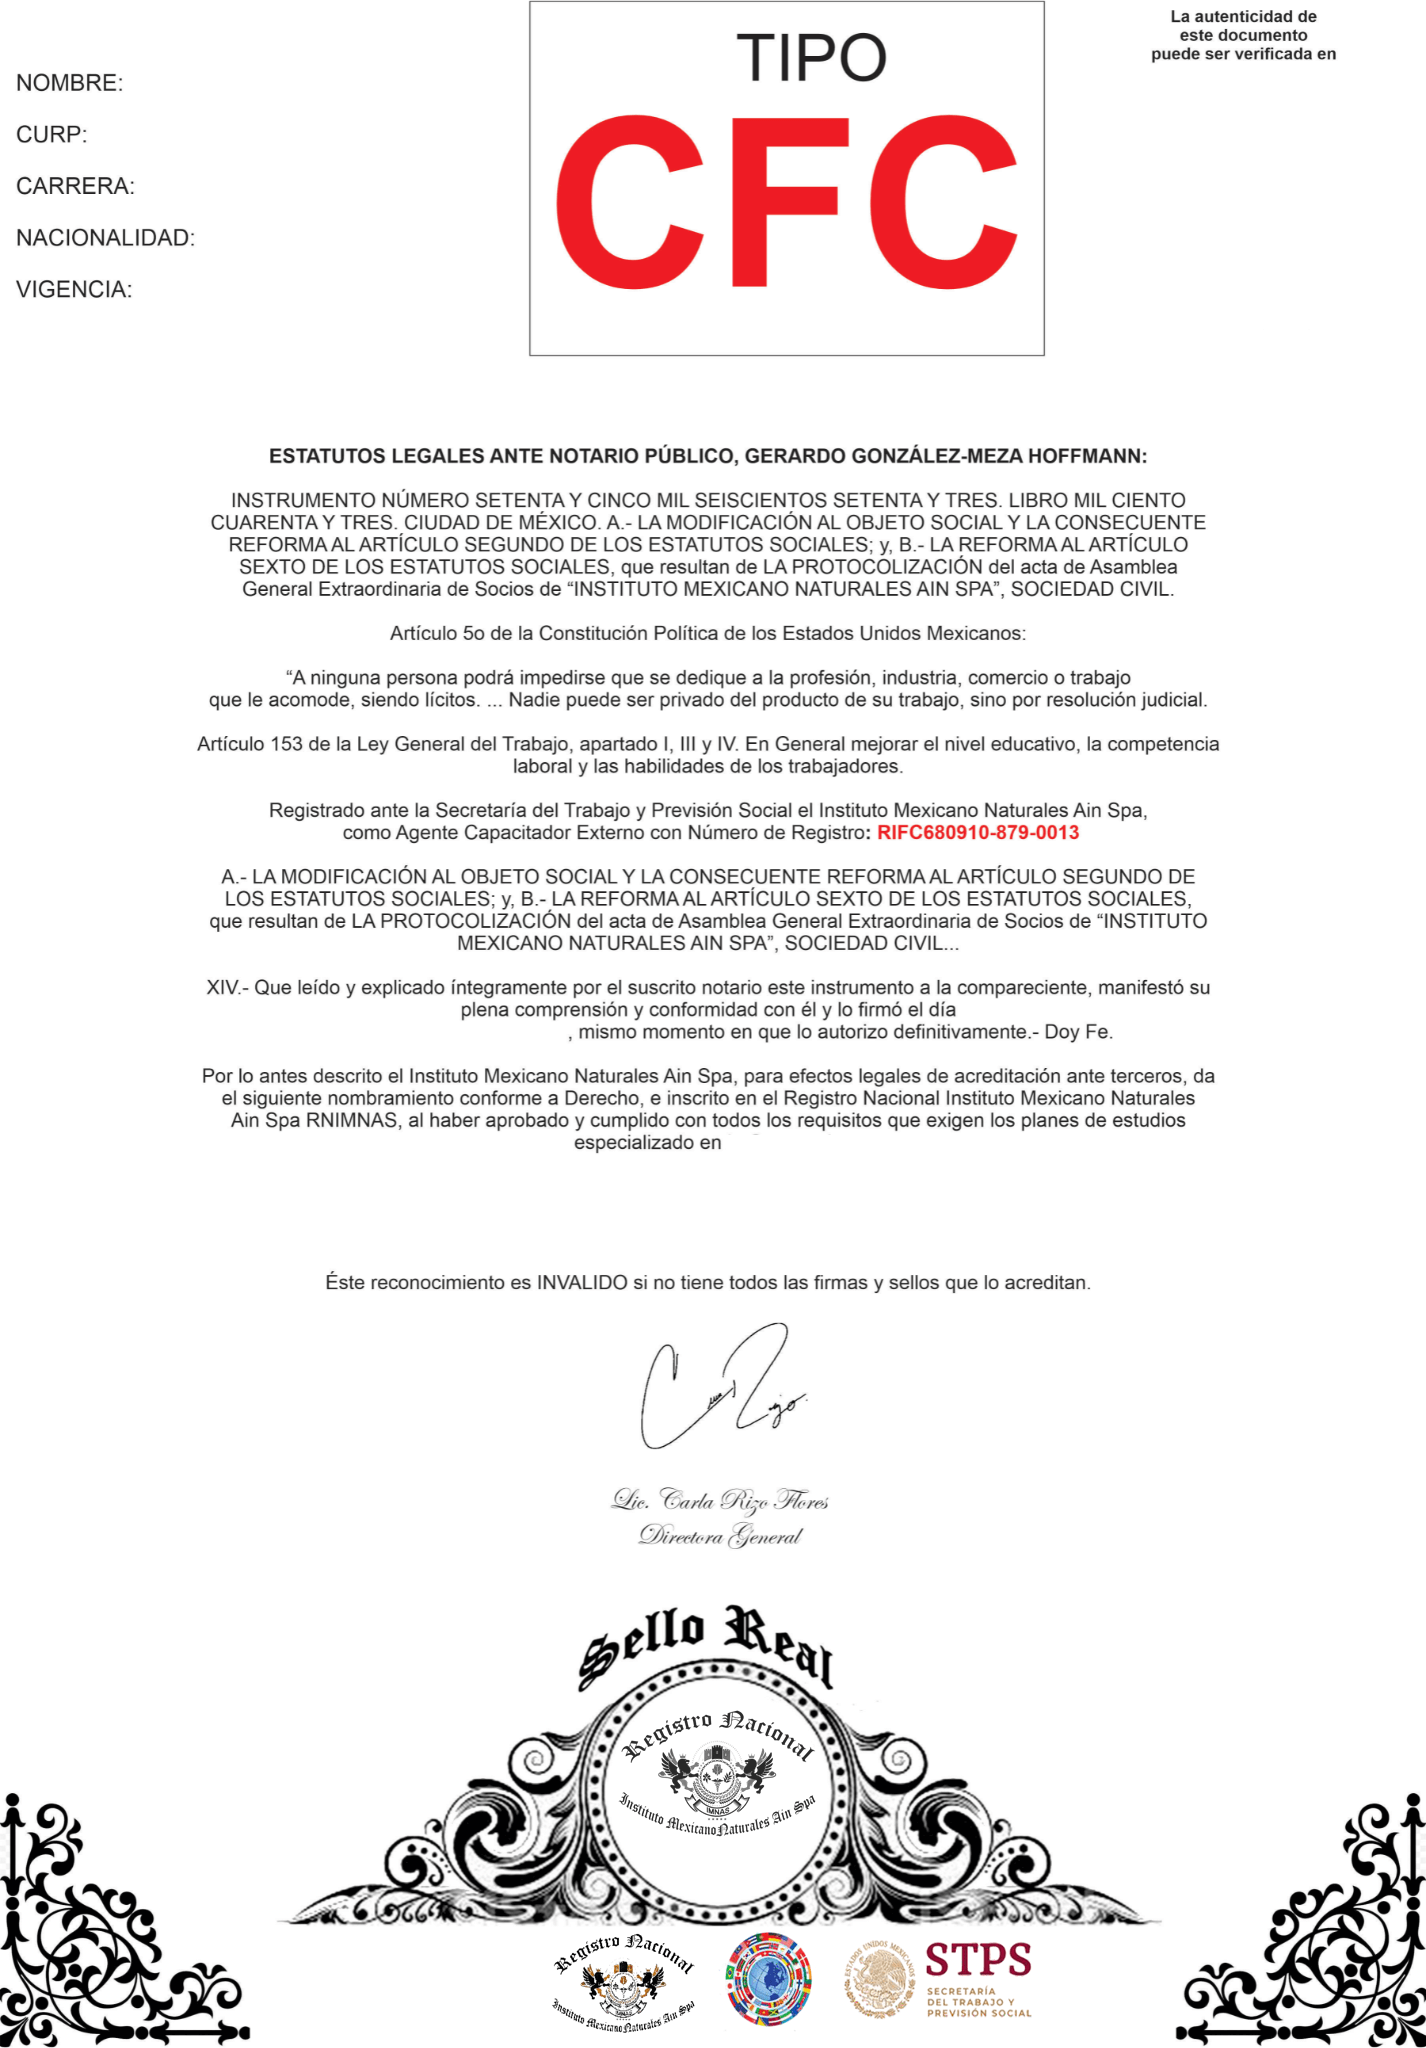 NOMBRE:
CURP:
CARRERA:
NACIONALIDAD:
VIGENCIA:
TIPO
CFC
La autenticidad de
este documento
puede ser verificada en
ESTATUTOS LEGALES ANTE NOTARIO PÚBLICO, GERARDO GONZÁLEZ-MEZA HOFFMANN:
INSTRUMENTO NÚMERO SETENTA Y CINCO MIL SEISCIENTOS SETENTA Y TRES. LIBRO MIL CIENTO
CUARENTA Y TRES. CIUDAD DE MÉXICO. A.- LA MODIFICACIÓN AL OBJETO SOCIAL Y LA CONSECUENTE
REFORMA AL ARTÍCULO SEGUNDO DE LOS ESTATUTOS SOCIALES; y, B.- LA REFORMA AL ARTÍCULO
SEXTO DE LOS ESTATUTOS SOCIALES, que resultan de LA PROTOCOLIZACIÓN del acta de Asamblea
General Extraordinaria de Socios de “INSTITUTO MEXICANO NATURALES AIN SPA”, SOCIEDAD CIVIL.
Artículo 5o de la Constitución Política de los Estados Unidos Mexicanos:
“A ninguna persona podrá impedirse que se dedique a la profesión, industria, comercio o trabajo
que le acomode, siendo lícitos. ... Nadie puede ser privado del producto de su trabajo, sino por resolución judicial.
Artículo 153 de la Ley General del Trabajo, apartado I, III y IV. En General mejorar el nivel educativo, la competencia
laboral y las habilidades de los trabajadores.
Registrado ante la Secretaría del Trabajo y Previsión Social el Instituto Mexicano Naturales Ain Spa,
como Agente Capacitador Externo con Número de Registro: RIFC680910-879-0013
A.- LA MODIFICACIÓN AL OBJETO SOCIAL Y LA CONSECUENTE REFORMA AL ARTÍCULO SEGUNDO DE
LOS ESTATUTOS SOCIALES; y, B.- LA REFORMA AL ARTÍCULO SEXTO DE LOS ESTATUTOS SOCIALES,
que resultan de LA PROTOCOLIZACIÓN del acta de Asamblea General Extraordinaria de Socios de “INSTITUTO
MEXICANO NATURALES AIN SPA”, SOCIEDAD CIVIL...
XIV.- Que leído y explicado íntegramente por el suscrito notario este instrumento a la compareciente, manifestó su
plena comprensión y conformidad con él y lo firmó el día
, mismo momento en que lo autorizo definitivamente.- Doy Fe.
Por lo antes descrito el Instituto Mexicano Naturales Ain Spa, para efectos legales de acreditación ante terceros, da
el siguiente nombramiento conforme a Derecho, e inscrito en el Registro Nacional Instituto Mexicano Naturales
Ain Spa RNIMNAS, al haber aprobado y cumplido con todos los requisitos que exigen los planes de estudios
especializado en
Éste reconocimiento es INVALIDO si no tiene todos las firmas y sellos que lo acreditan.
Lic. Carla Rizo Flores
Directora General
Sello Real
Registro Nacional
IMNAS
Instituto Mexicano Naturales Ain Spa
Registro Nacional
Instituto Mexicano Naturales Ain Spa
ESTADOS UNIDOS MEXICANOS
STPS
SECRETARÍA
DEL TRABAJO Y
PREVISIÓN SOCIAL